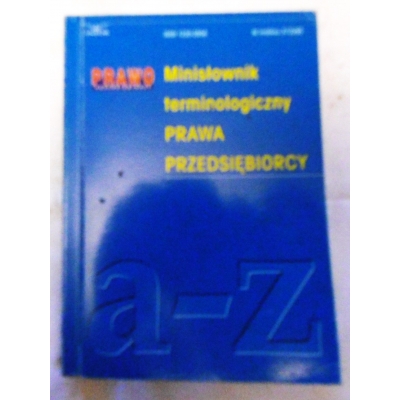 PRAWO
Minisłownik
terminologiczny
PRAWA
PRZEDSIĘBIORCY
a-z